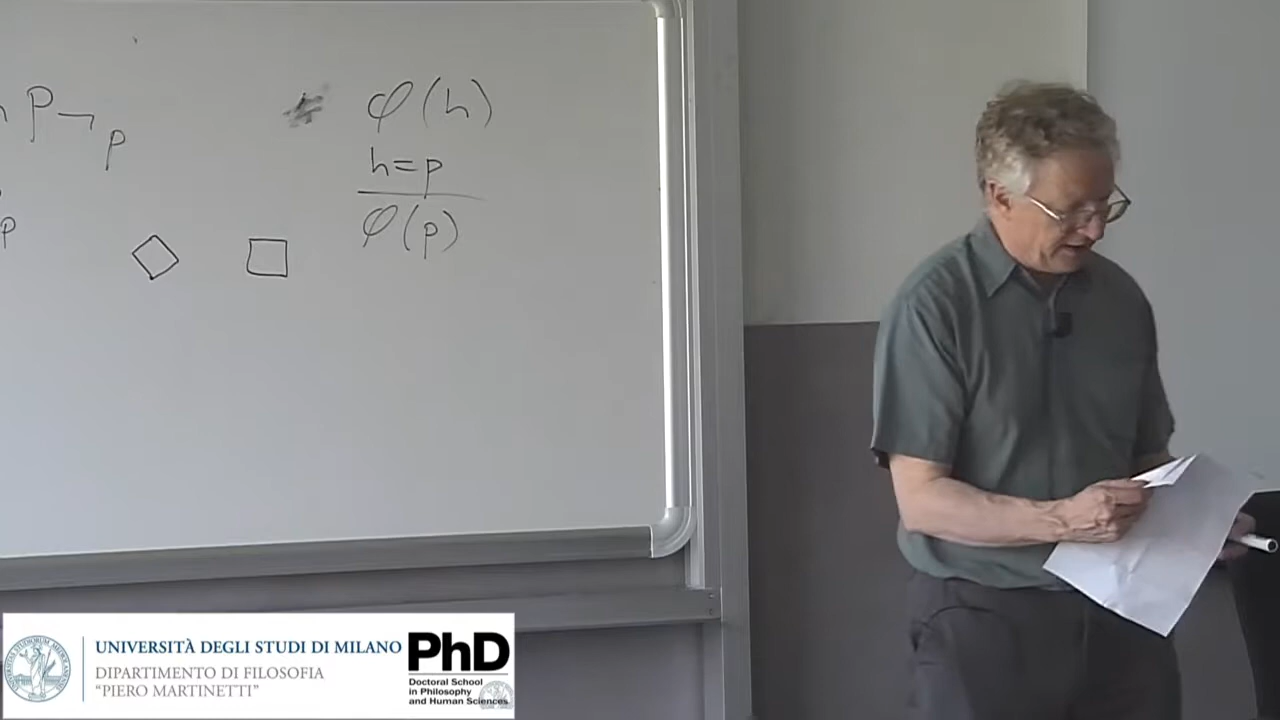 P¬p
p
◇ □
φ(h)
h=p
φ(p)
UNIVERSITÀ DEGLI STUDI DI MILANO
DIPARTIMENTO DI FILOSOFIA
“PIERO MARTINETTI”
PhD
Doctoral School
in Philosophy
and Human Sciences